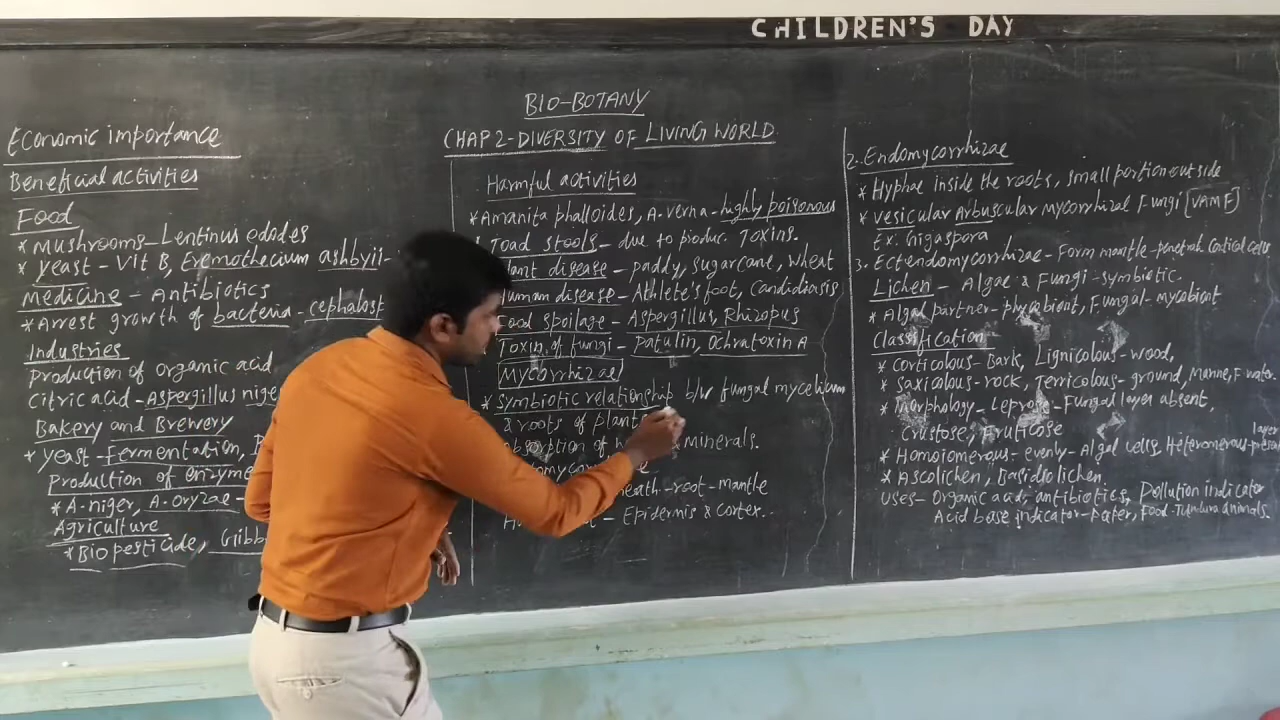 CHILDREN'S DAY
BIO-BOTANY
CHAP 2-DIVERSITY OF LIVING WORLD
Economic importance
Beneficial activities
Food
* Mushrooms-Lentinus edodes
* yeast - Vit B, Eremothecium ashbyii-
Medicine - Antibiotics
* Arrest growth of bacteria - cephalost
Industries
production of organic acid
Citric acid - Aspergillus nige
Bakery and Brewery
* yeast - fermentation,
Production of enzyme
* A-niger, A-oryzae -
Agriculture
* Biopesticide, Gibb
Harmful activities
* Amanita phalloides, A. verna-highly poisonous
Toad stools - due to produc. Toxins.
lant disease - paddy, sugarcane, wheat
Human disease - Athlete's foot, Candidiasis
Food spoilage - Aspergillus, Rhizopus
Toxin of fungi - patulin, Ochratoxin A
Mycorrhizae
* Symbiotic relationship b/w fungal mycelium
& roots of plant
absorption of minerals.
eath-root-mantle
- Epidermis & cortex.
2. Endomycorrhizae
* Hyphae inside the roots, small portion outside
* vesicular Arbuscular mycorrhizal Fungi [VAMF]
Ex: Gigaspora
3. Ectendomycorrhizae - Form mantle-penetrate Cortical cells
Lichen - Algae & Fungi - symbiotic.
* Algal partner-phycobiont, Fungal-mycobiont
Classification
* Corticolous-Bark, Lignicolous-wood,
* Saxicolous-rock, Terricolous-ground, Marine, F.water
* Morphology - Leprose - Fungal layer absent,
Crustose, Fruticose
* Homoiomerous-evenly-Algal cells, Heteromerous-layer present
* Ascolichen, Basidiolichen.
Uses- Organic acid, antibiotics, Pollution indicator
Acid base indicator-paper, Food-Tundra animals.